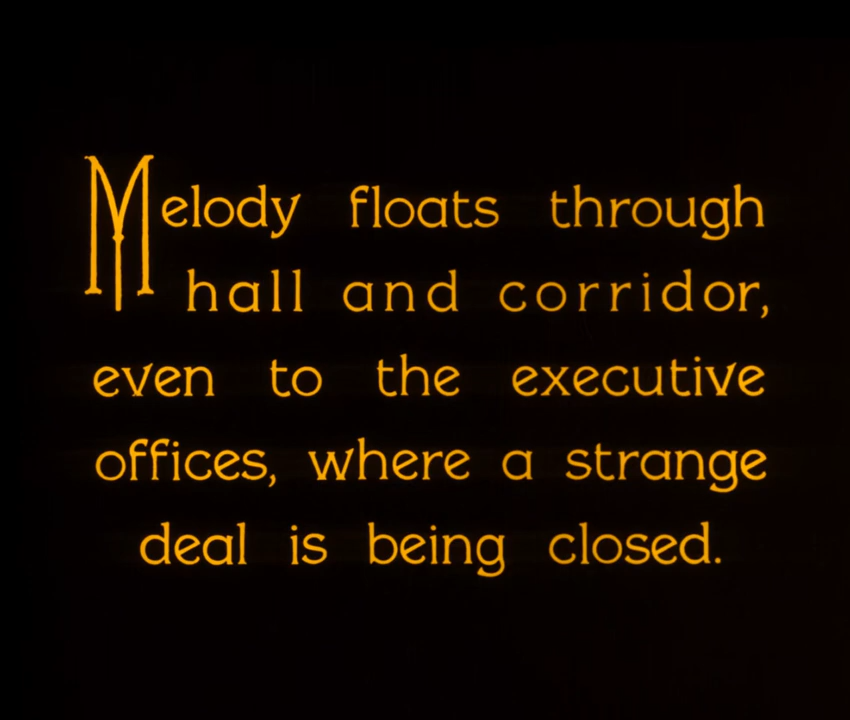 Melody floats through
hall and corridor,
even to the executive
offices, where a strange
deal is being closed.